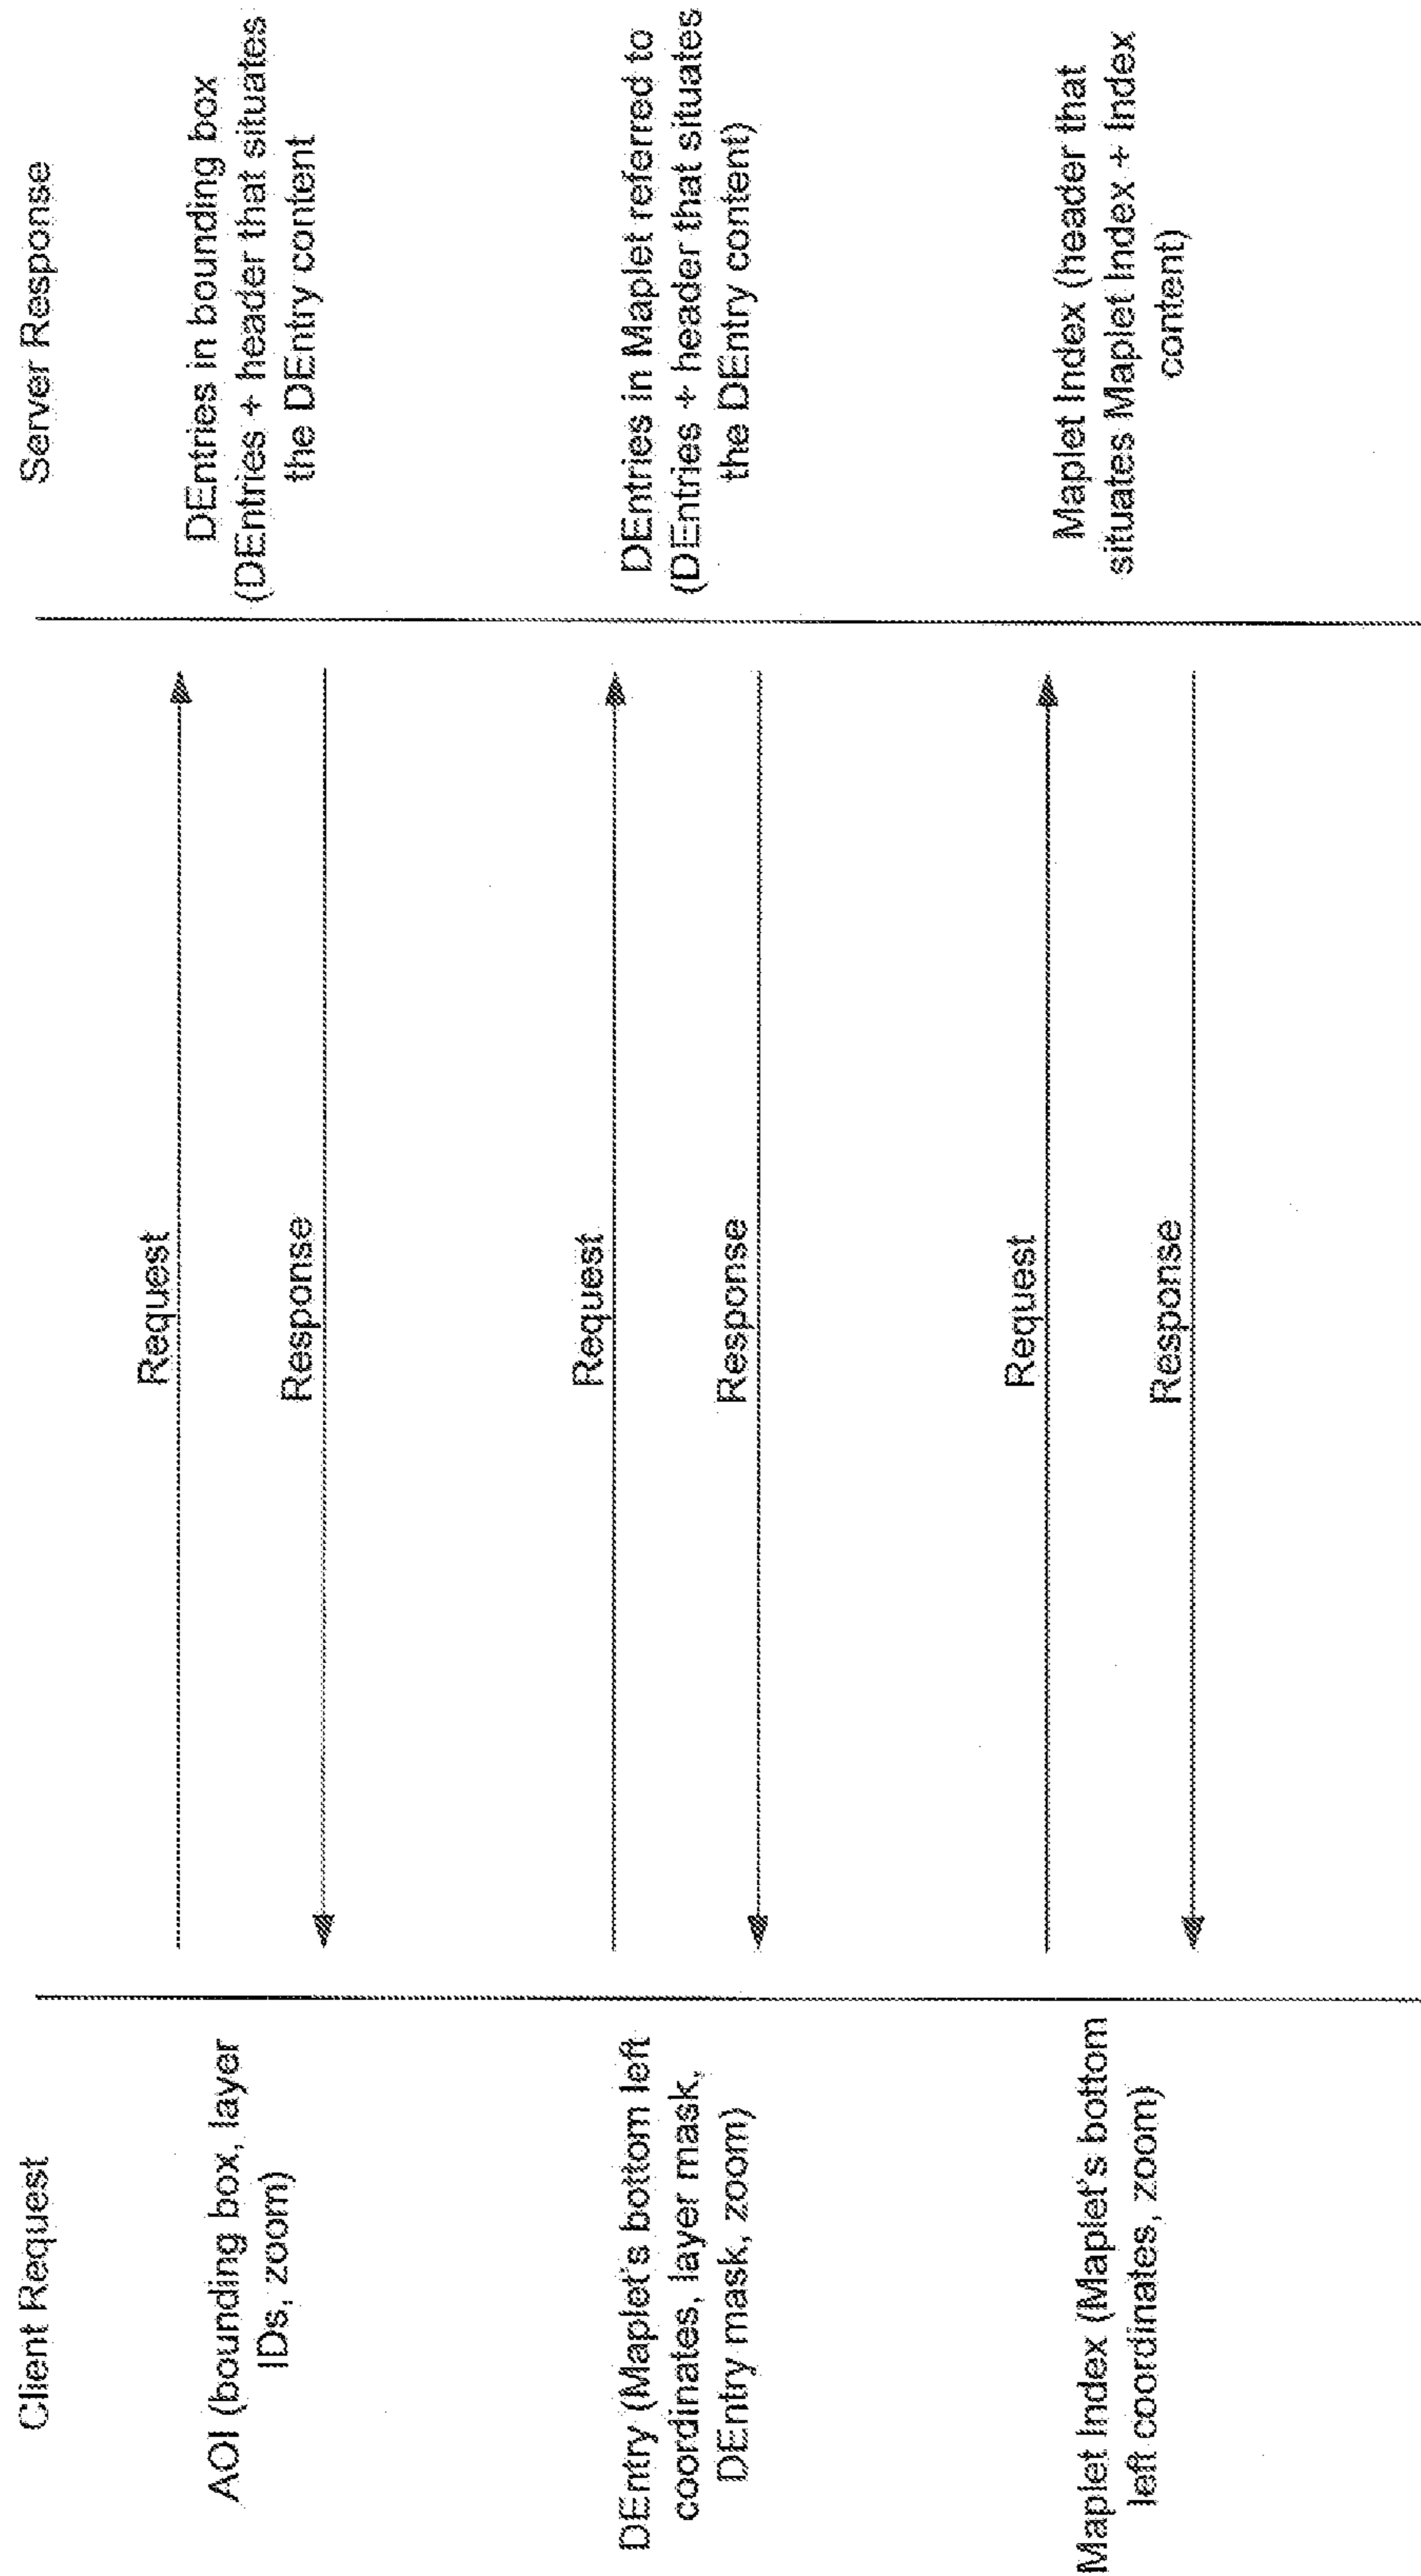 Client Request
Server Response
AOI (bounding box, layer
IDs, zoom)
Request
Response
DEntries in bounding box
(DEntries + header that situates
the DEntry content
DEntry (Maplet's bottom left
coordinates, layer mask,
DEntry mask, zoom)
Request
Response
DEntries in Maplet referred to
(DEntries + header that situates
the DEntry content)
Maplet Index (Maplet's bottom
left coordinates, zoom)
Request
Response
Maplet Index (header that
situates Maplet Index + Index
content)